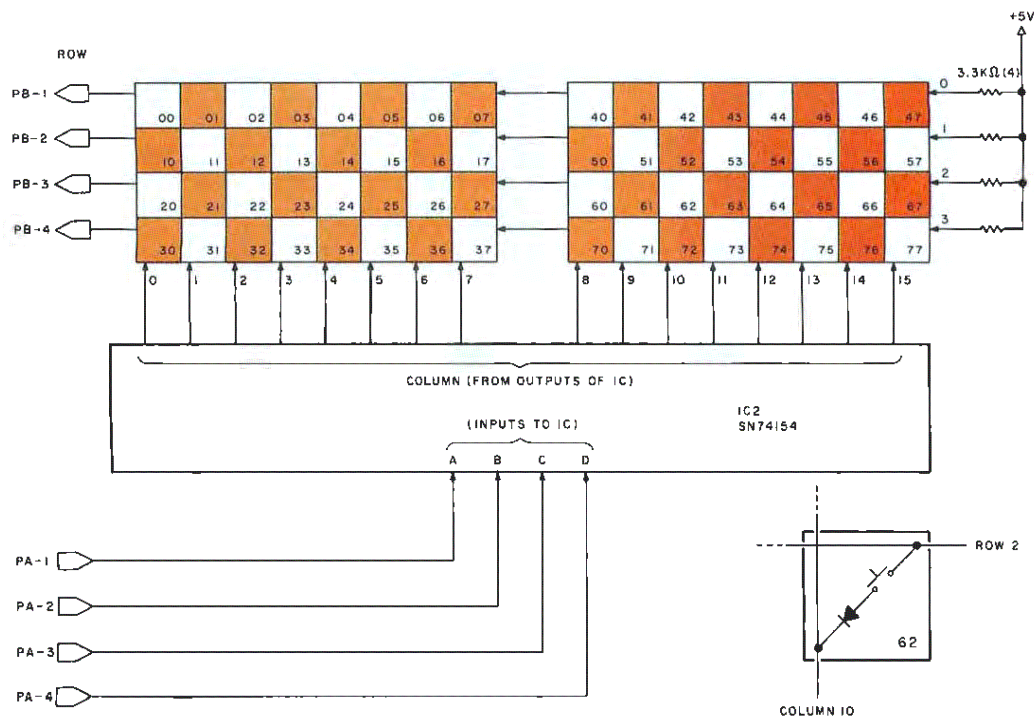 +5V
ROW
3.3KΩ(4)
PB-1 00 01 02 03 04 05 06 07 40 41 42 43 44 45 46 47 0
PB-2 10 11 12 13 14 15 16 17 50 51 52 53 54 55 56 57 1
PB-3 20 21 22 23 24 25 26 27 60 61 62 63 64 65 66 67 2
PB-4 30 31 32 33 34 35 36 37 70 71 72 73 74 75 76 77 3
0 1 2 3 4 5 6 7 8 9 10 11 12 13 14 15
COLUMN (FROM OUTPUTS OF IC)
IC2
SN74154
(INPUTS TO IC)
A B C D
PA-1
PA-2
PA-3
PA-4
ROW 2
62
COLUMN 10